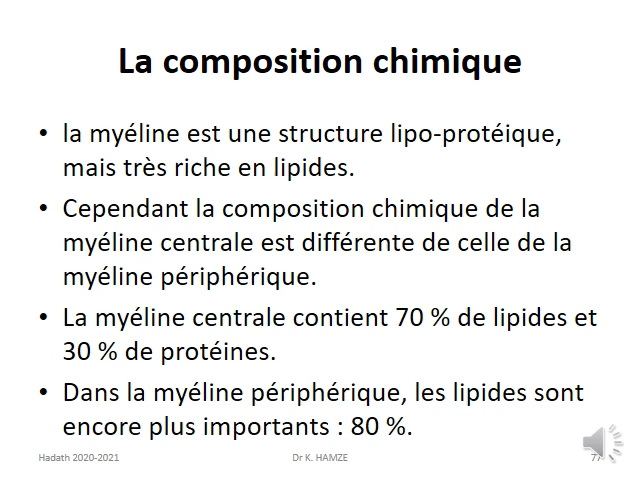 La composition chimique
• la myéline est une structure lipo-protéique,
mais très riche en lipides.
• Cependant la composition chimique de la
myéline centrale est différente de celle de la
myéline périphérique.
• La myéline centrale contient 70 % de lipides et
30 % de protéines.
• Dans la myéline périphérique, les lipides sont
encore plus importants : 80 %.
Hadath 2020-2021 Dr K. HAMZE 77